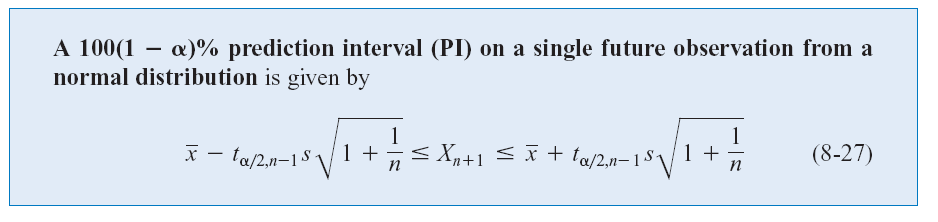 A 100(1 − α)% prediction interval (PI) on a single future observation from a
normal distribution is given by
x̄ − t_{α/2,n−1} s √(1 + 1/n) ≤ X_{n+1} ≤ x̄ + t_{α/2,n−1} s √(1 + 1/n) (8-27)